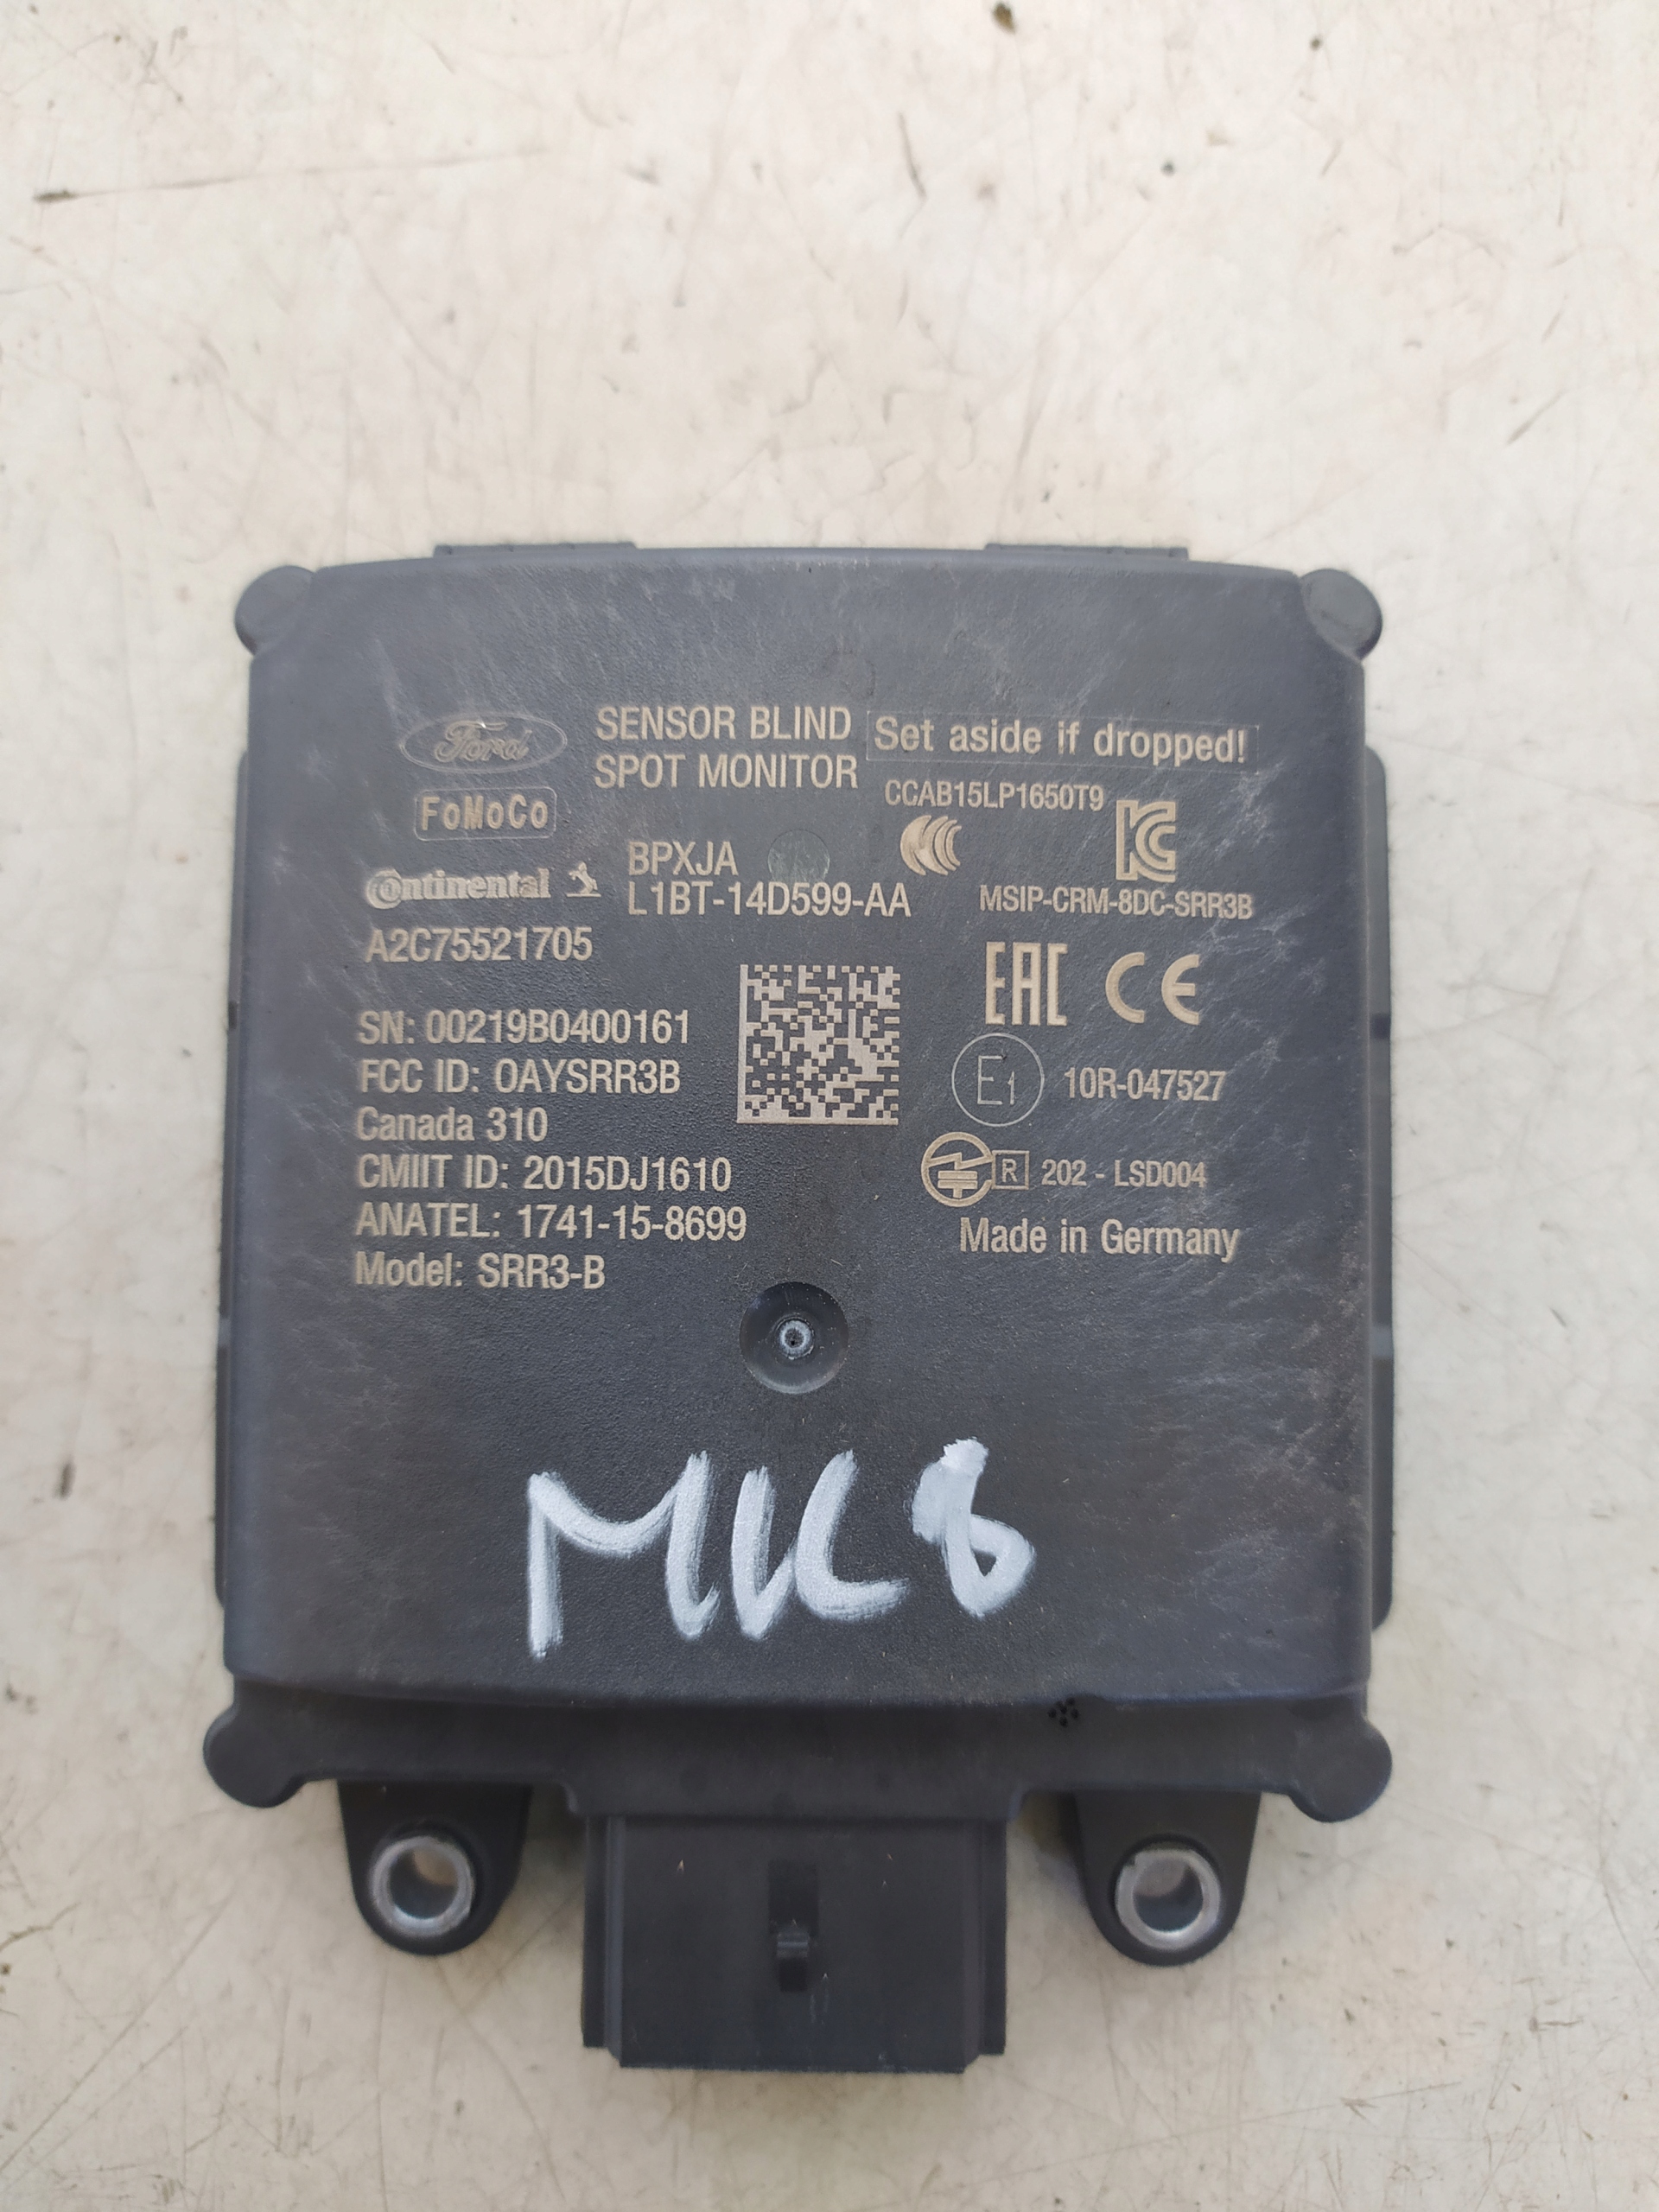 Ford
SENSOR BLIND
SPOT MONITOR
Set aside if dropped!
FoMoCo
CCAB15LP1650T9
BPXJA
Continental
L1BT-14D599-AA
MSIP-CRM-8DC-SRR3B
A2C75521705
EAC CE
SN: 00219B0400161
FCC ID: OAYSRR3B
E1 10R-047527
Canada 310
CMIIT ID: 2015DJ1610
R 202 - LSD004
ANATEL: 1741-15-8699
Made in Germany
Model: SRR3-B
MK8